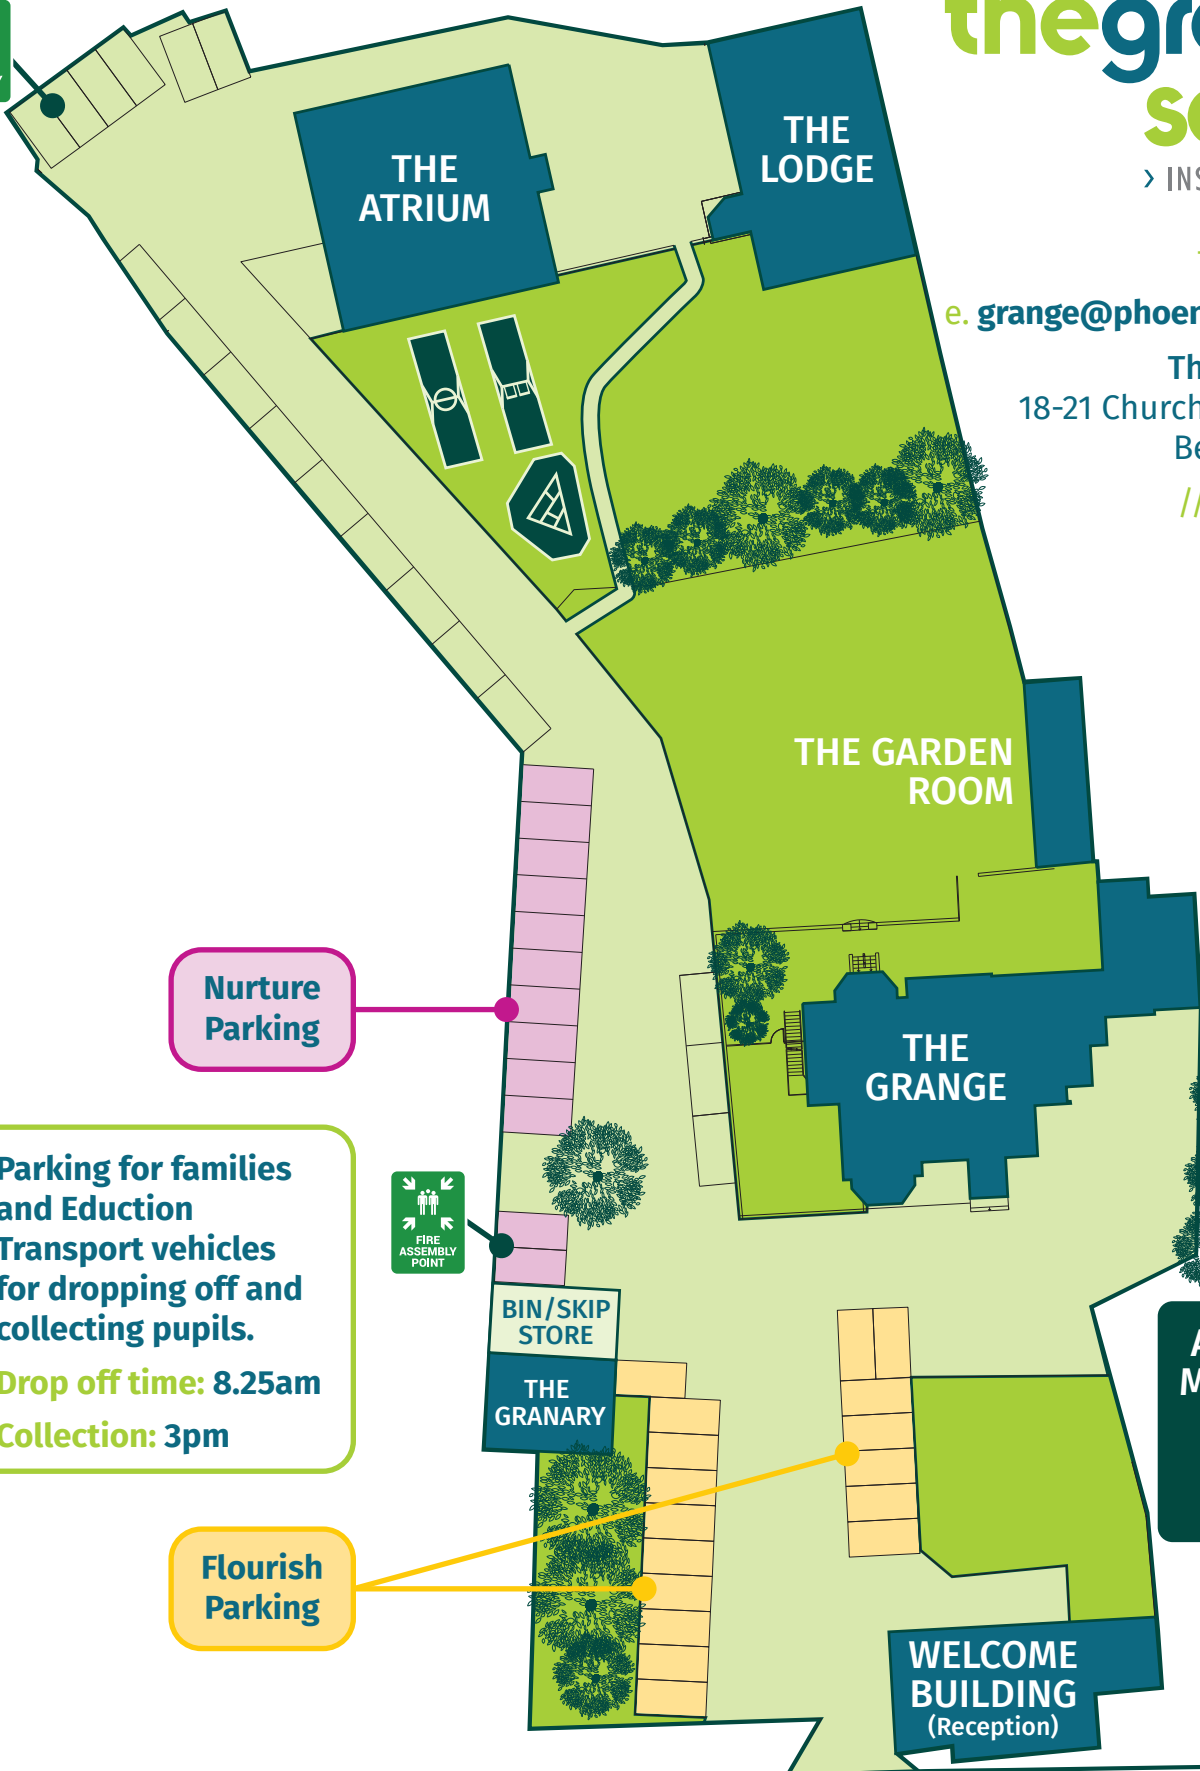 THE
ATRIUM
THE
LODGE
e. grange@phoen
18-21 Church
THE GARDEN
ROOM
Nurture
Parking
THE
GRANGE
Parking for families
and Eduction
Transport vehicles
for dropping off and
collecting pupils.
Drop off time: 8.25am
Collection: 3pm
FIRE
ASSEMBLY
POINT
BIN/SKIP
STORE
THE
GRANARY
Flourish
Parking
WELCOME
BUILDING
(Reception)